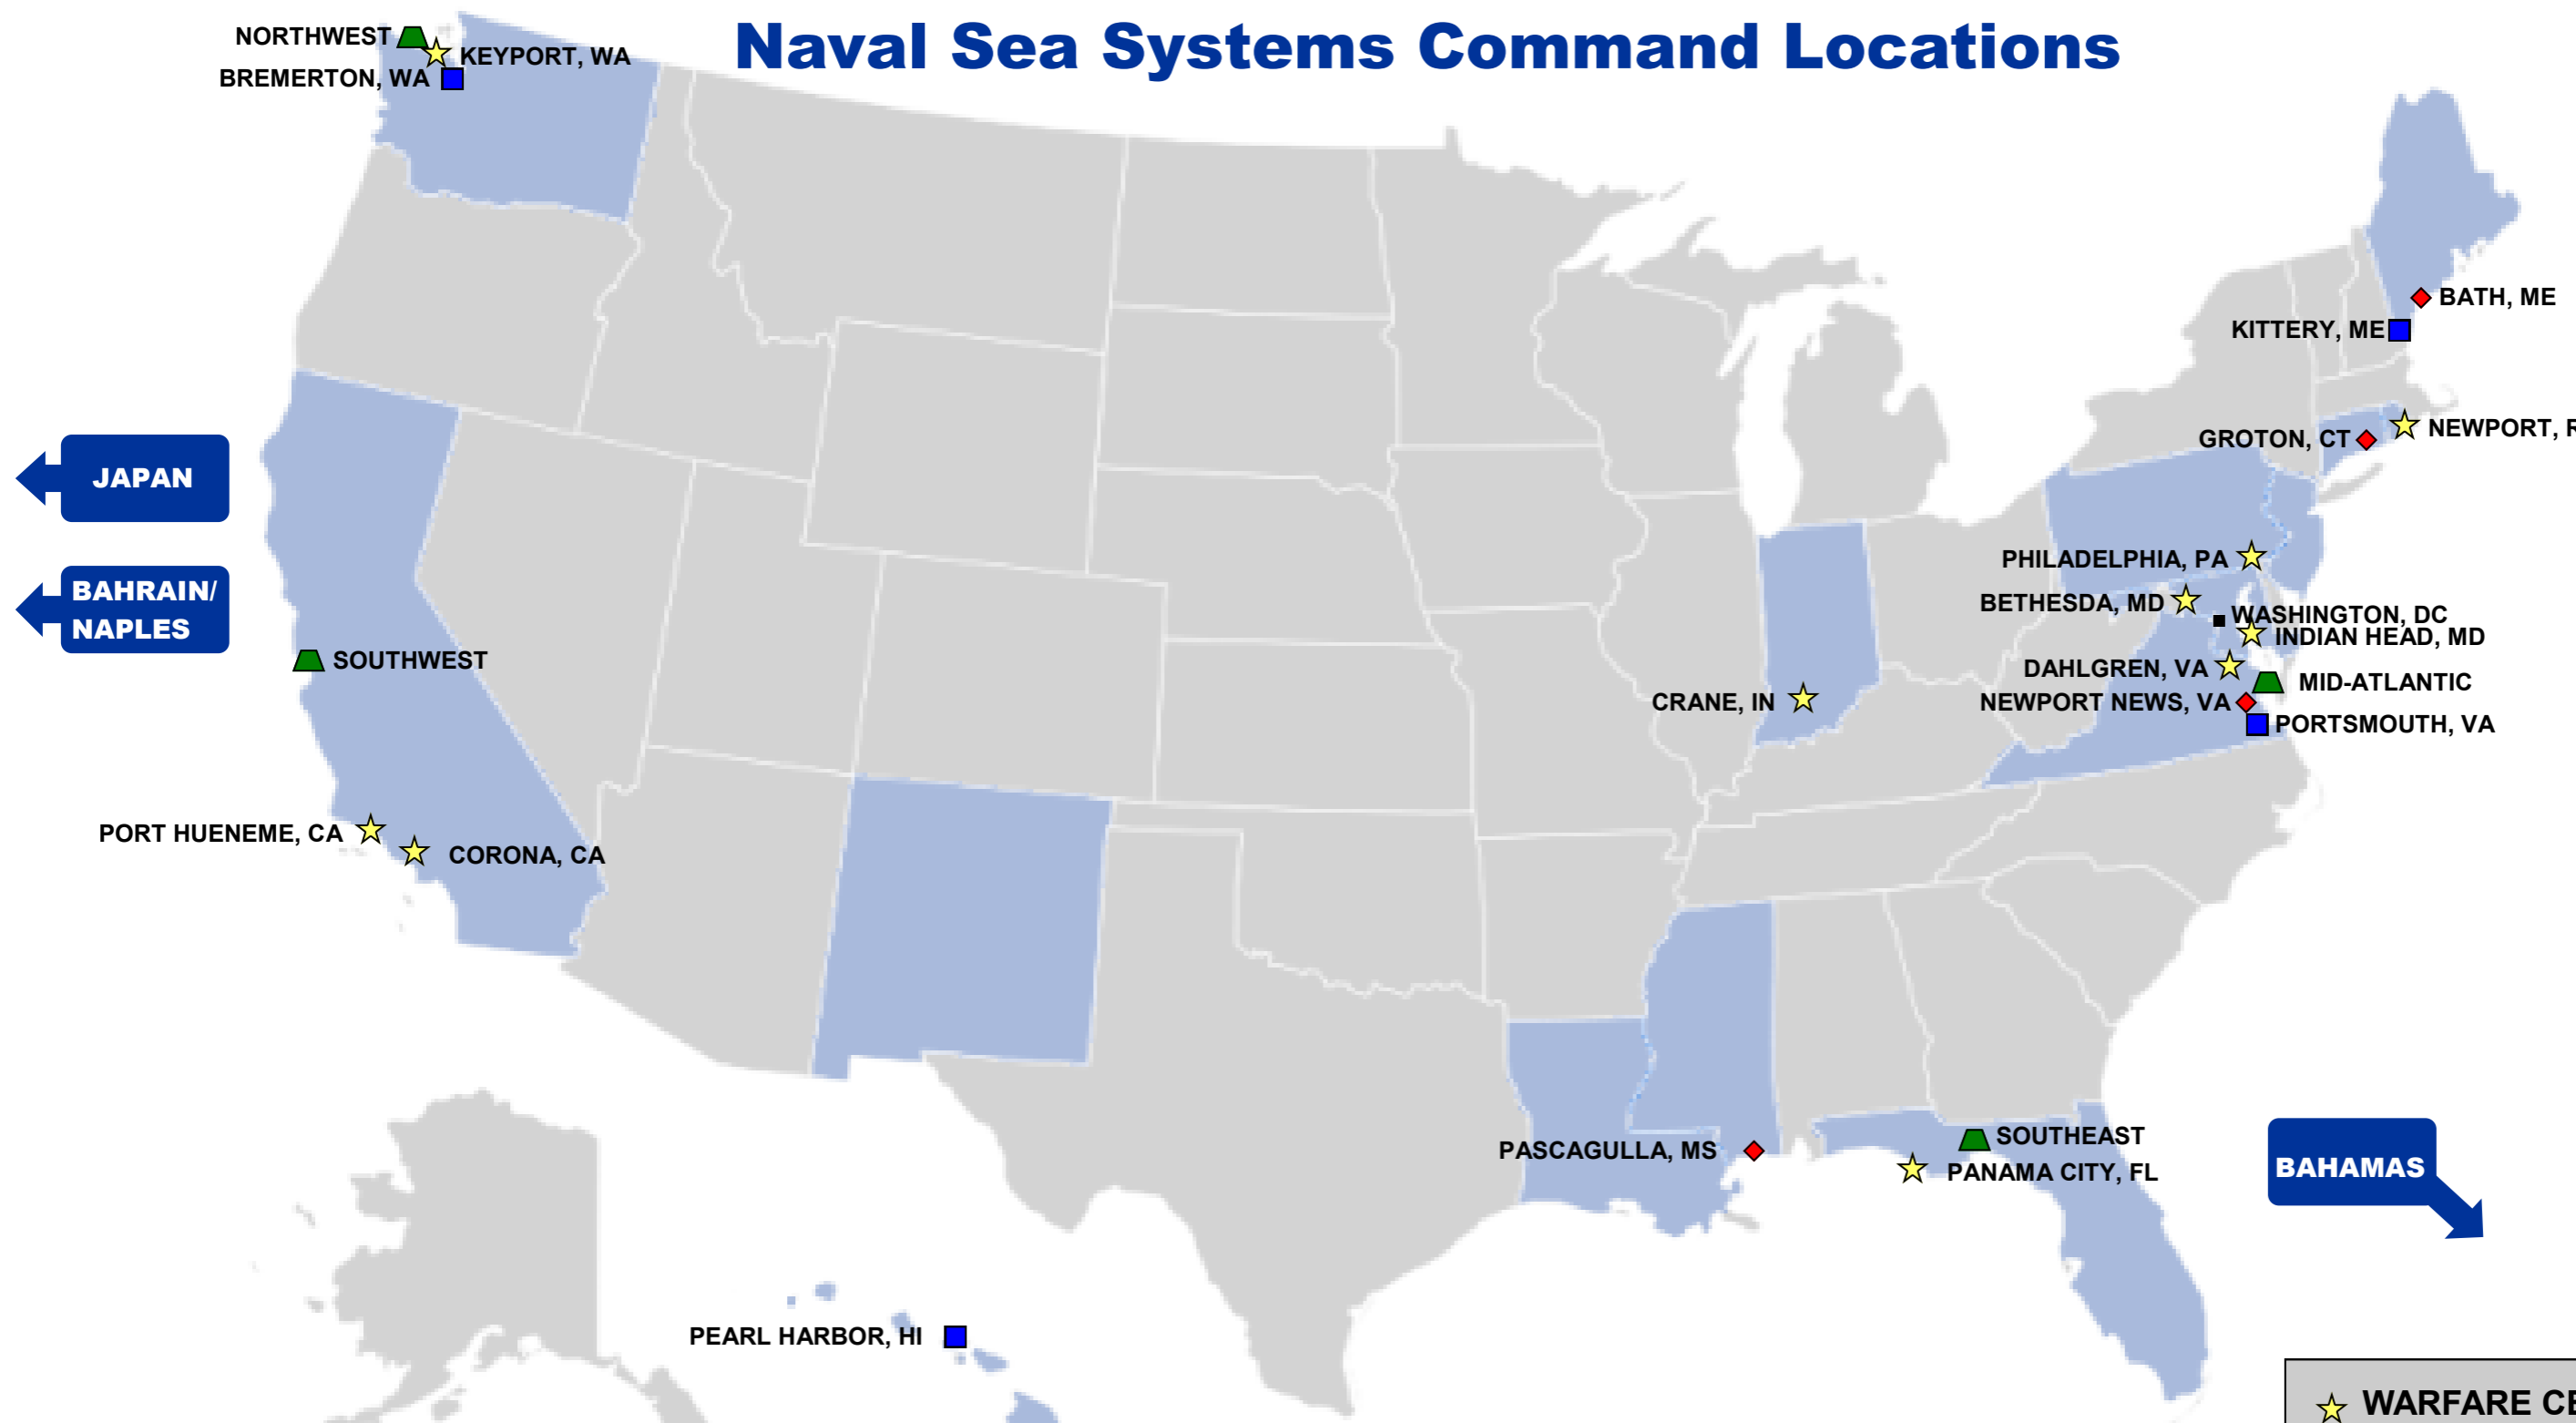 Naval Sea Systems Command Locations
NORTHWEST
KEYPORT, WA
BREMERTON, WA
BATH, ME
KITTERY, ME
NEWPORT,
GROTON, CT
JAPAN
PHILADELPHIA, PA
BAHRAIN/
NAPLES
BETHESDA, MD
WASHINGTON, DC
INDIAN HEAD, MD
SOUTHWEST
DAHLGREN, VA
MID-ATLANTIC
CRANE, IN
NEWPORT NEWS, VA
PORTSMOUTH, VA
PORT HUENEME, CA
CORONA, CA
SOUTHEAST
PASCAGULLA, MS
PANAMA CITY, FL
BAHAMAS
PEARL HARBOR, HI
WARFARE